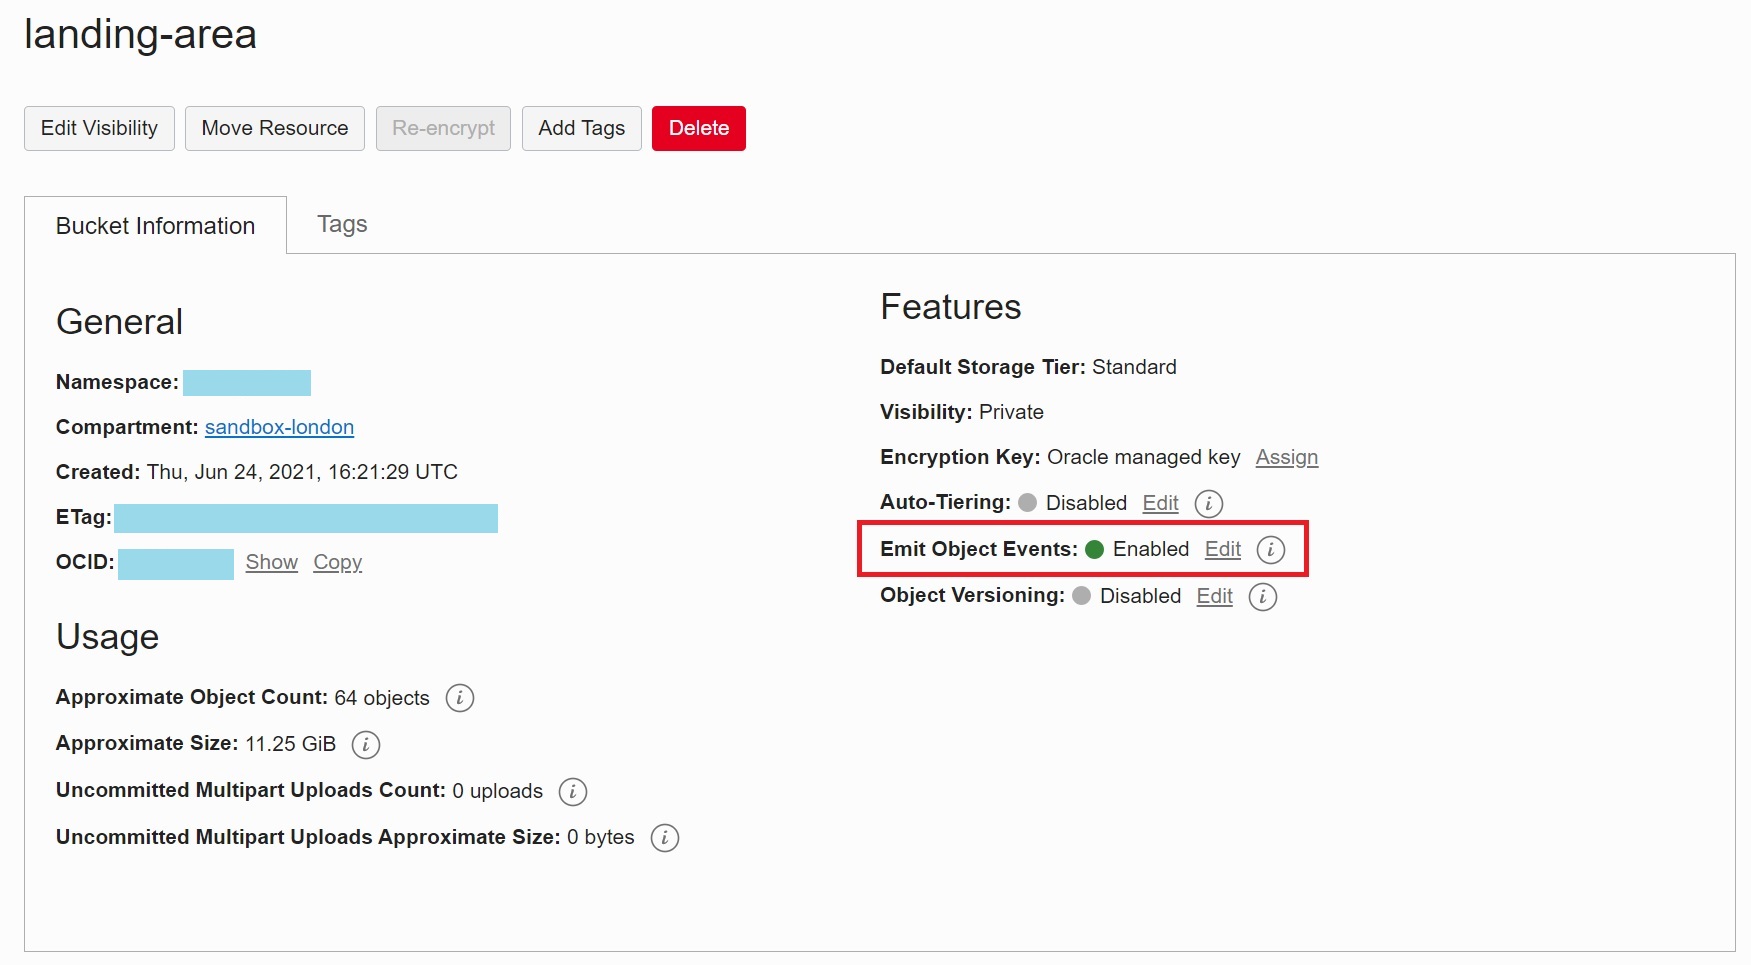 landing-area
Edit Visibility Move Resource Re-encrypt Add Tags Delete
Bucket Information Tags
General
Namespace:
Compartment: sandbox-london
Created: Thu, Jun 24, 2021, 16:21:29 UTC
ETag:
OCID: Show Copy
Usage
Approximate Object Count: 64 objects i
Approximate Size: 11.25 GiB i
Uncommitted Multipart Uploads Count: 0 uploads i
Uncommitted Multipart Uploads Approximate Size: 0 bytes i
Features
Default Storage Tier: Standard
Visibility: Private
Encryption Key: Oracle managed key Assign
Auto-Tiering: Disabled Edit i
Emit Object Events: Enabled Edit i
Object Versioning: Disabled Edit i